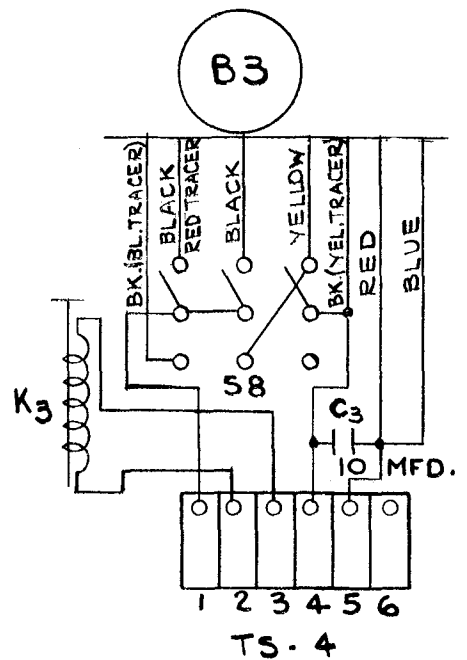 B3
BK.(BL.TRACER)
BLACK
RED TRACER
BLACK
YELLOW
BK.(YEL.TRACER)
RED
BLUE
K3
S8
C3
10 MFD.
1 2 3 4 5 6
TS. 4